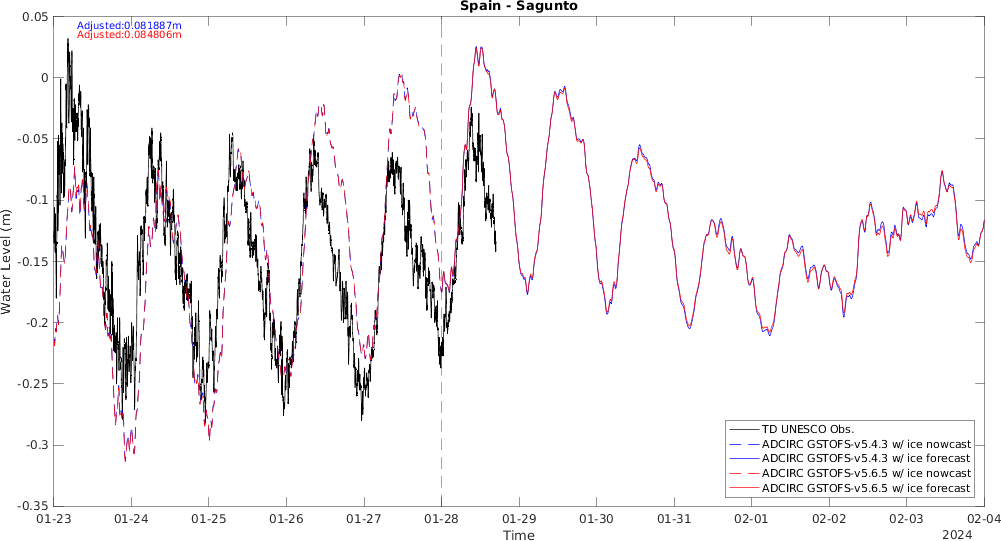 Spain - Sagunto
Adjusted:0.081887m
Adjusted:0.084806m
0.05
0
-0.05
-0.1
-0.15
-0.2
-0.25
-0.3
-0.35
Water Level (m)
TD UNESCO Obs.
ADCIRC GSTOFS-v5.4.3 w/ ice nowcast
ADCIRC GSTOFS-v5.4.3 w/ ice forecast
ADCIRC GSTOFS-v5.6.5 w/ ice nowcast
ADCIRC GSTOFS-v5.6.5 w/ ice forecast
01-23 01-24 01-25 01-26 01-27 01-28 01-29 01-30 01-31 02-01 02-02 02-03 02-04
Time
2024